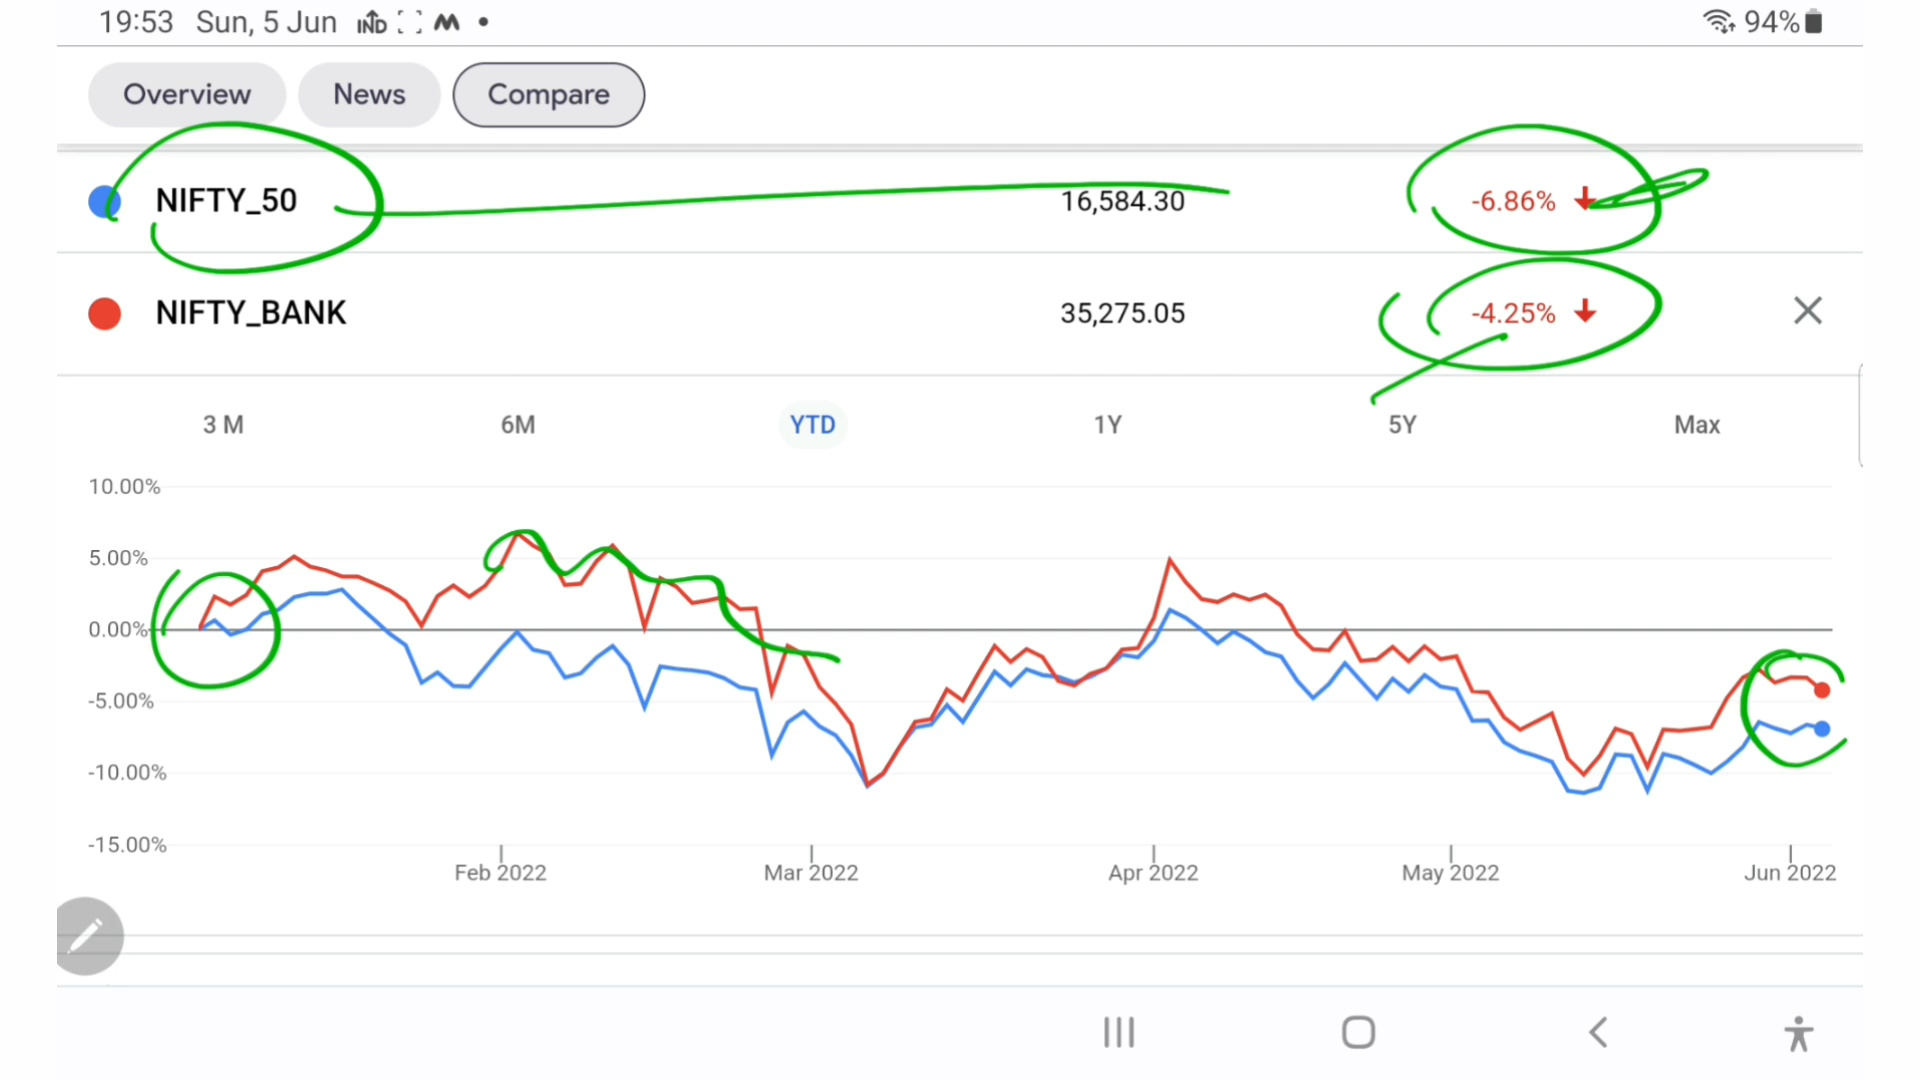 19:53 Sun, 5 Jun IND 94%
Overview News Compare
NIFTY_50 16,584.30 -6.86%
NIFTY_BANK 35,275.05 -4.25%
3 M 6M YTD 1Y 5Y Max
10.00%
5.00%
0.00%
-5.00%
-10.00%
-15.00%
Feb 2022 Mar 2022 Apr 2022 May 2022 Jun 2022